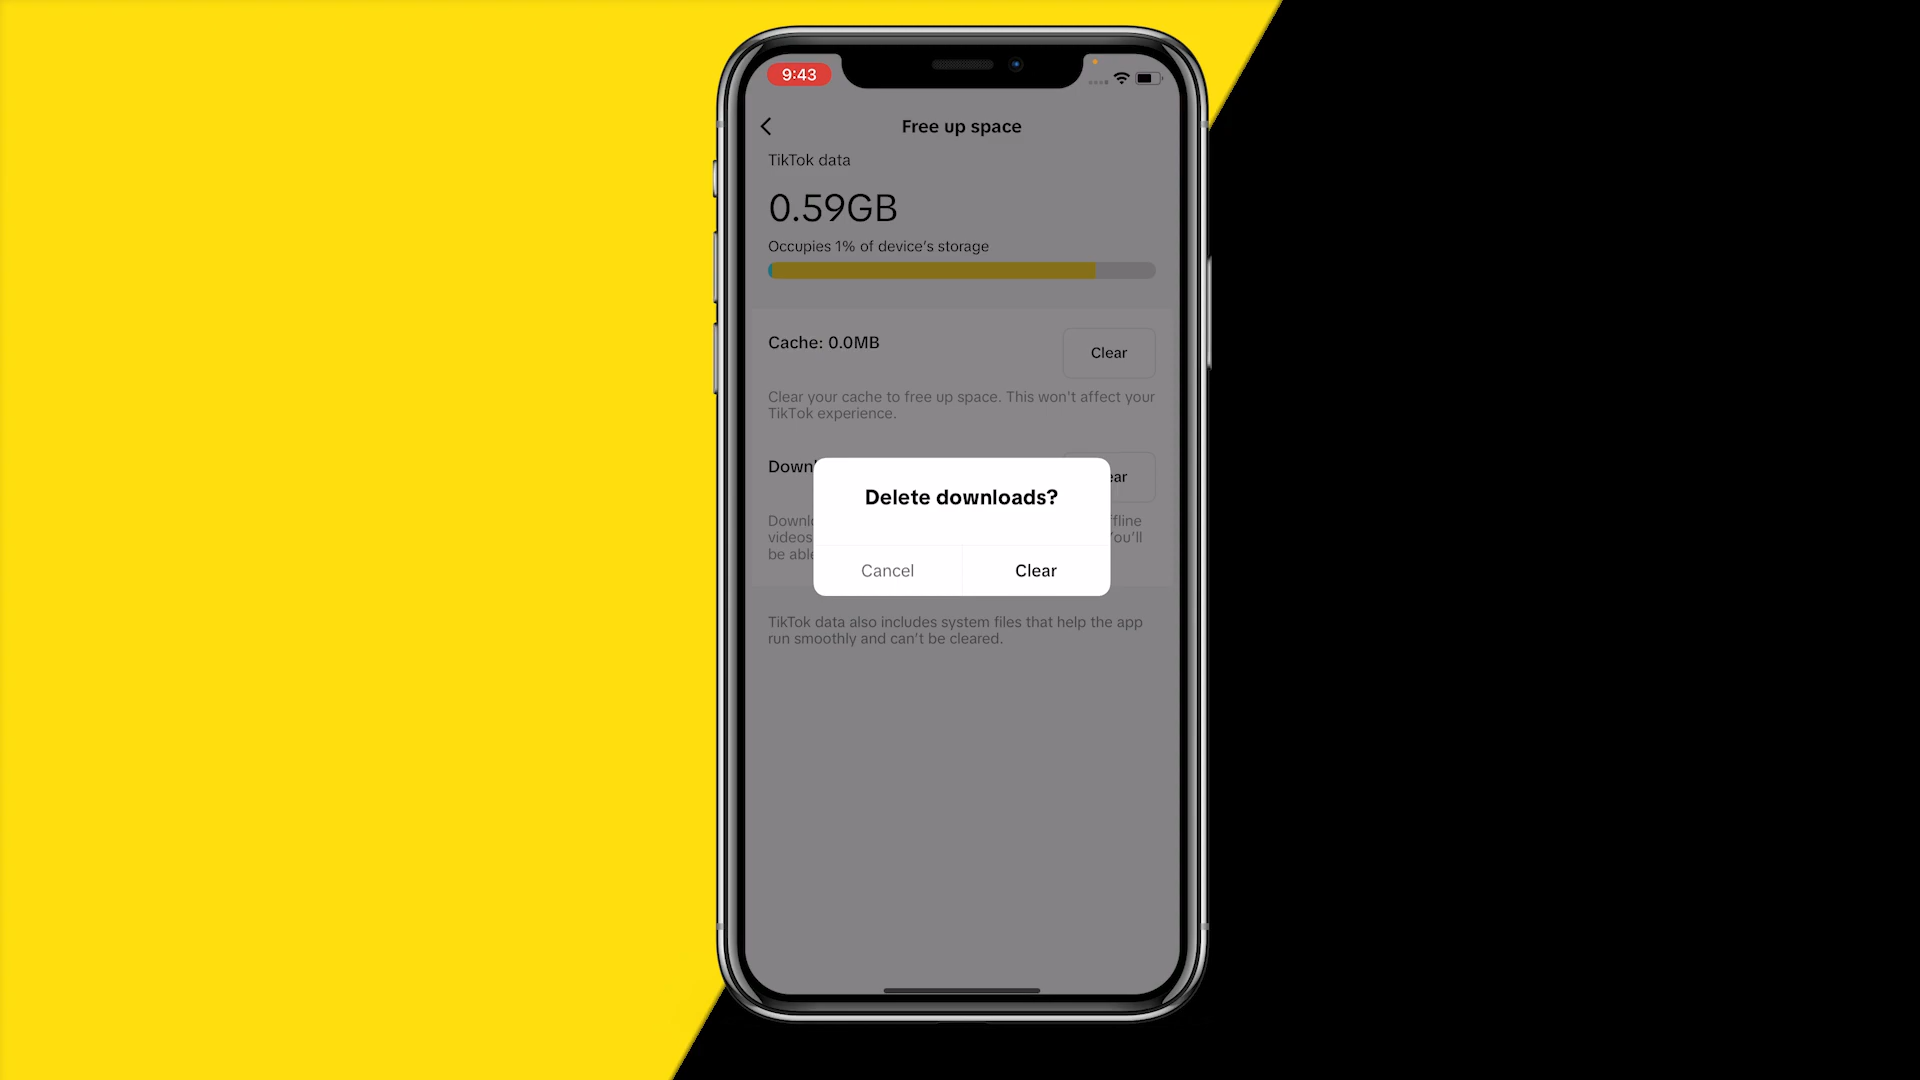 9:43
Free up space
TikTok data
0.59GB
Occupies 1% of device's storage
Cache: 0.0MB
Clear
Clear your cache to free up space. This won't affect your
TikTok experience.
Delete downloads?
Cancel
Clear
TikTok data also includes system files that help the app
run smoothly and can't be cleared.
videos